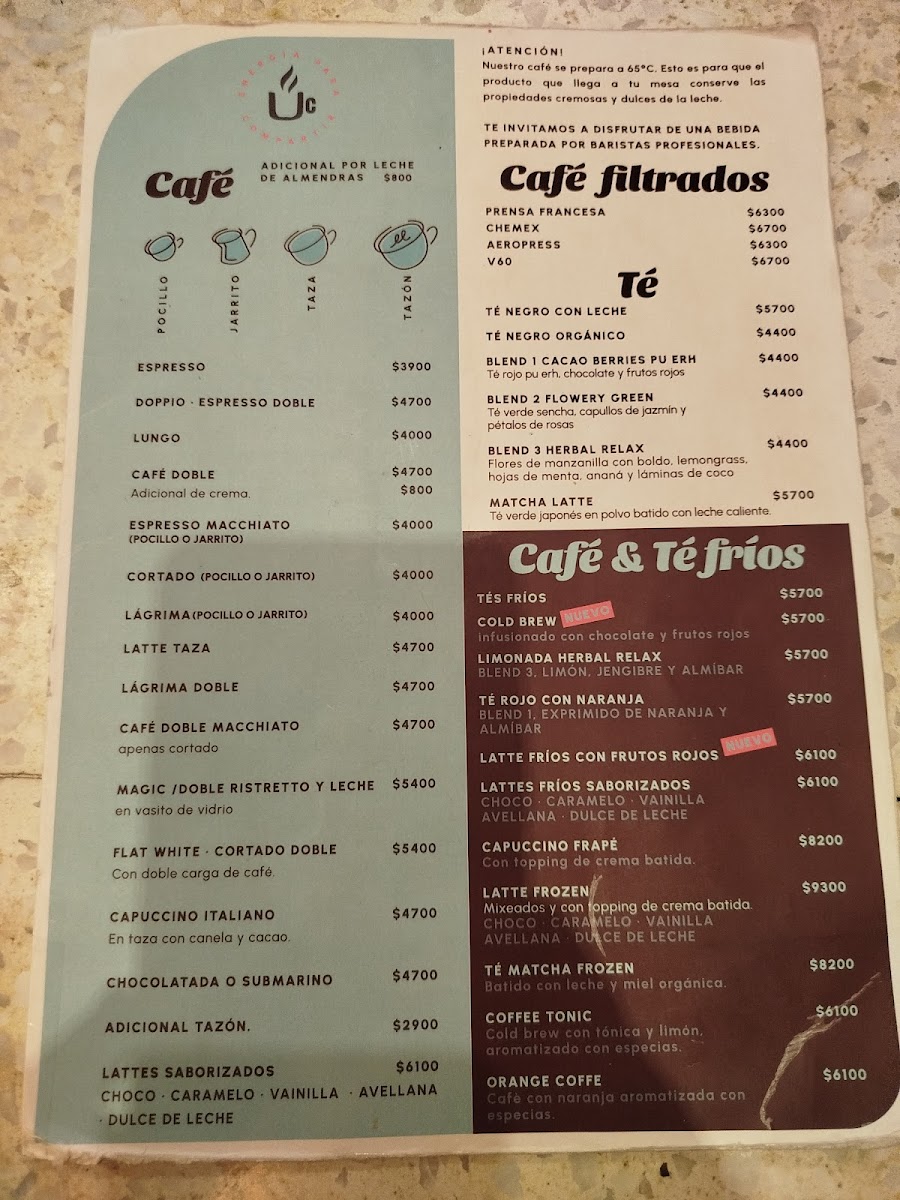 ENERGÍA PARA COMPARTIR
UC
Café
ADICIONAL POR LECHE
DE ALMENDRAS $800
POCILLO
JARRITO
TAZA
TAZÓN
ESPRESSO $3900
DOPPIO · ESPRESSO DOBLE $4700
LUNGO $4000
CAFÉ DOBLE $4700
Adicional de crema. $800
ESPRESSO MACCHIATO $4000
(POCILLO O JARRITO)
CORTADO (POCILLO O JARRITO) $4000
LÁGRIMA (POCILLO O JARRITO) $4000
LATTE TAZA $4700
LÁGRIMA DOBLE $4700
CAFÉ DOBLE MACCHIATO $4700
apenas cortado
MAGIC /DOBLE RISTRETTO Y LECHE $5400
en vasito de vidrio
FLAT WHITE · CORTADO DOBLE $5400
Con doble carga de café.
CAPUCCINO ITALIANO $4700
En taza con canela y cacao.
CHOCOLATADA O SUBMARINO $4700
ADICIONAL TAZÓN. $2900
LATTES SABORIZADOS $6100
CHOCO · CARAMELO · VAINILLA · AVELLANA
· DULCE DE LECHE
¡ATENCIÓN!
Nuestro café se prepara a 65°C. Esto es para que el
producto que llega a tu mesa conserve las
propiedades cremosas y dulces de la leche.
TE INVITAMOS A DISFRUTAR DE UNA BEBIDA
PREPARADA POR BARISTAS PROFESIONALES.
Café filtrados
PRENSA FRANCESA $6300
CHEMEX $6700
AEROPRESS $6300
V60 $6700
Té
TÉ NEGRO CON LECHE $5700
TÉ NEGRO ORGÁNICO $4400
BLEND 1 CACAO BERRIES PU ERH $4400
Té rojo pu erh, chocolate y frutos rojos
BLEND 2 FLOWERY GREEN $4400
Té verde sencha, capullos de jazmín y
pétalos de rosas
BLEND 3 HERBAL RELAX $4400
Flores de manzanilla con boldo, lemongrass,
hojas de menta, ananá y láminas de coco
MATCHA LATTE $5700
Té verde japonés en polvo batido con leche caliente.
Café & Té fríos
TÉS FRÍOS $5700
COLD BREW NUEVO $5700
infusionado con chocolate y frutos rojos
LIMONADA HERBAL RELAX $5700
BLEND 3, LIMÓN, JENGIBRE Y ALMÍBAR
TÉ ROJO CON NARANJA $5700
BLEND 1, EXPRIMIDO DE NARANJA Y
ALMÍBAR
LATTE FRÍOS CON FRUTOS ROJOS NUEVO $6100
LATTES FRÍOS SABORIZADOS $6100
CHOCO · CARAMELO · VAINILLA
AVELLANA · DULCE DE LECHE
CAPUCCINO FRAPÈ $8200
Con topping de crema batida.
LATTE FROZEN $9300
Mixeados y con topping de crema batida.
CHOCO · CARAMELO · VAINILLA
AVELLANA · DULCE DE LECHE
TÉ MATCHA FROZEN $8200
Batido con leche y miel orgánica.
COFFEE TONIC $6100
Cold brew con tónica y limón,
aromatizado con especias.
ORANGE COFFE $6100
Cafè con naranja aromatizada con
especias.